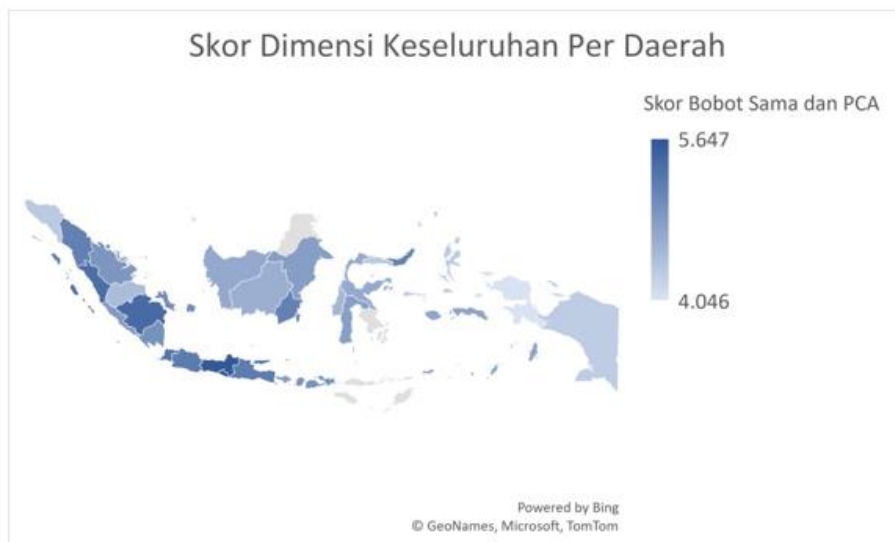 Skor Dimensi Keseluruhan Per Daerah
Skor Bobot Sama dan PCA
5.647
4.046
Powered by Bing
© GeoNames, Microsoft, TomTom